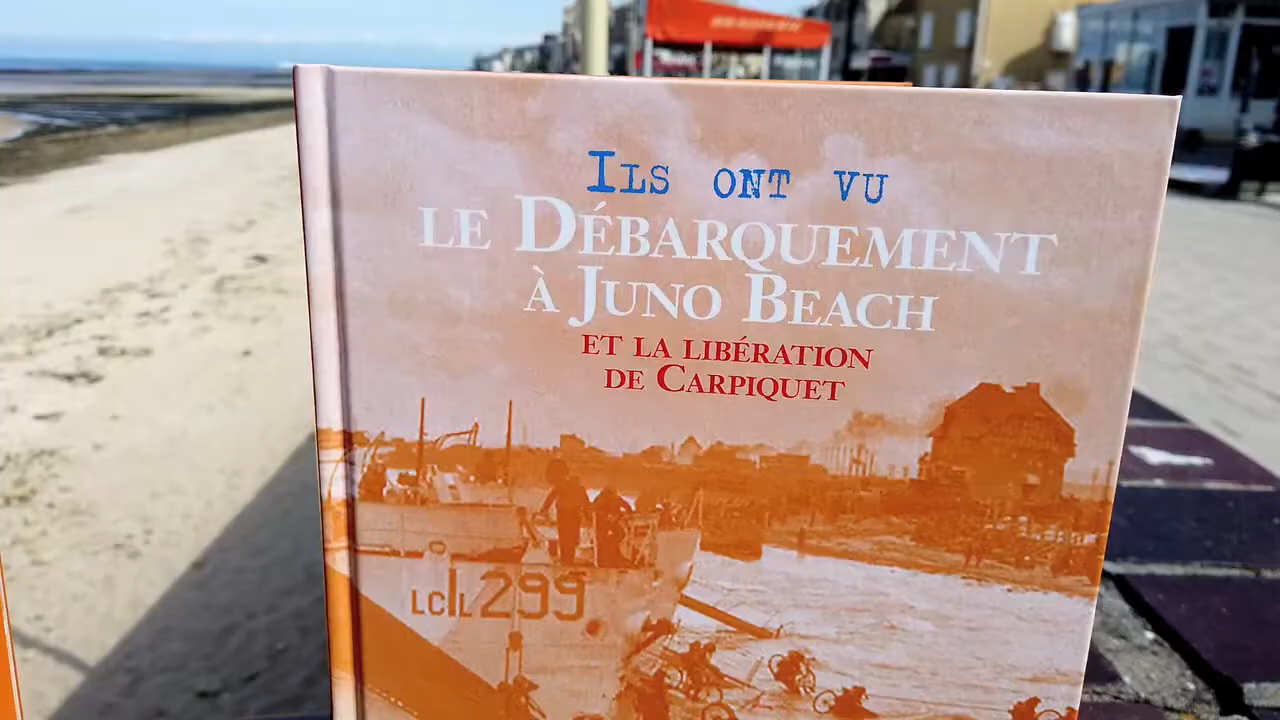 Ils ont vu
le Débarquement
à Juno Beach
et la libération
de Carpiquet
LCIL 299